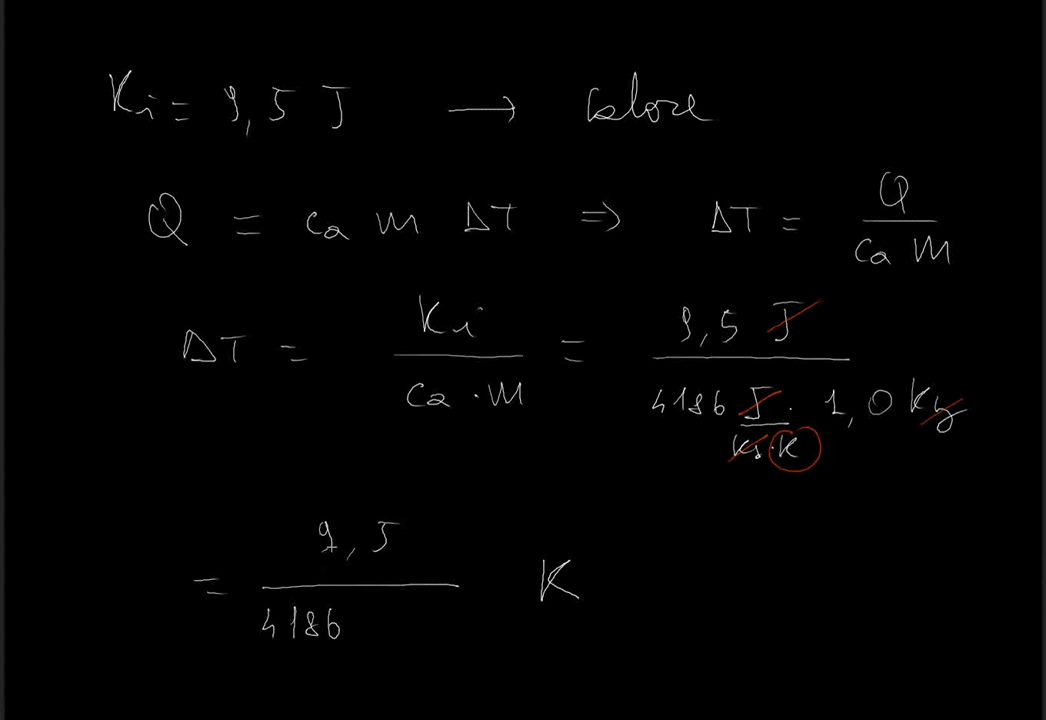 Ki = 9,5 J → calore
Q = ca m ΔT ⇒ ΔT = Q / ca m
ΔT = Ki / ca · m = 9,5 J / 4186 J / kg · K · 1,0 kg
= 9,5 / 4186 K